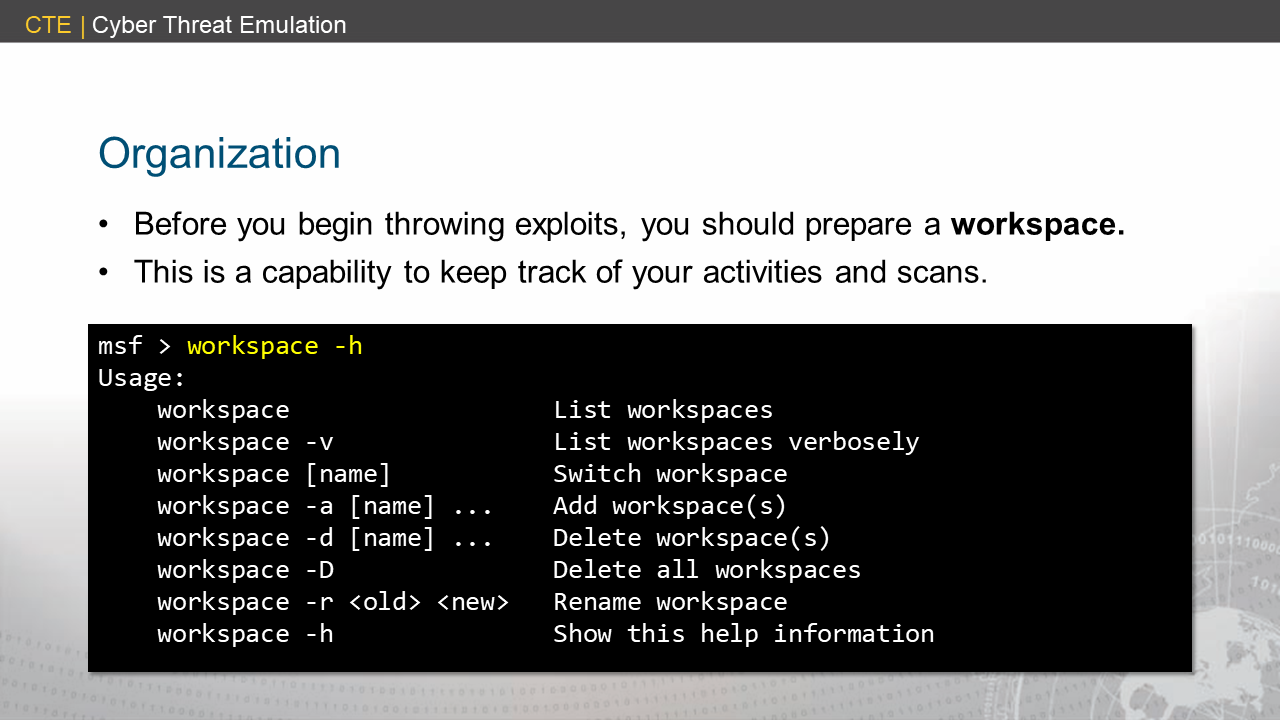 CTE | Cyber Threat Emulation
Organization
• Before you begin throwing exploits, you should prepare a workspace.
• This is a capability to keep track of your activities and scans.
msf > workspace -h
Usage:
    workspace                  List workspaces
    workspace -v               List workspaces verbosely
    workspace [name]           Switch workspace
    workspace -a [name] ...    Add workspace(s)
    workspace -d [name] ...    Delete workspace(s)
    workspace -D               Delete all workspaces
    workspace -r <old> <new>   Rename workspace
    workspace -h               Show this help information